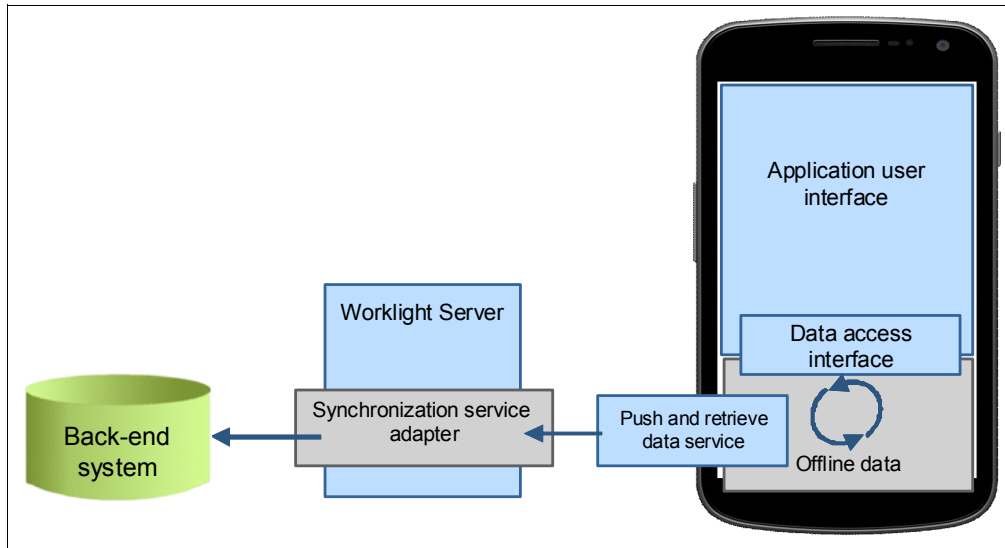 Application user
interface
Worklight Server
Data access
interface
Synchronization service
adapter
Push and retrieve
data service
Back-end
system
Offline data